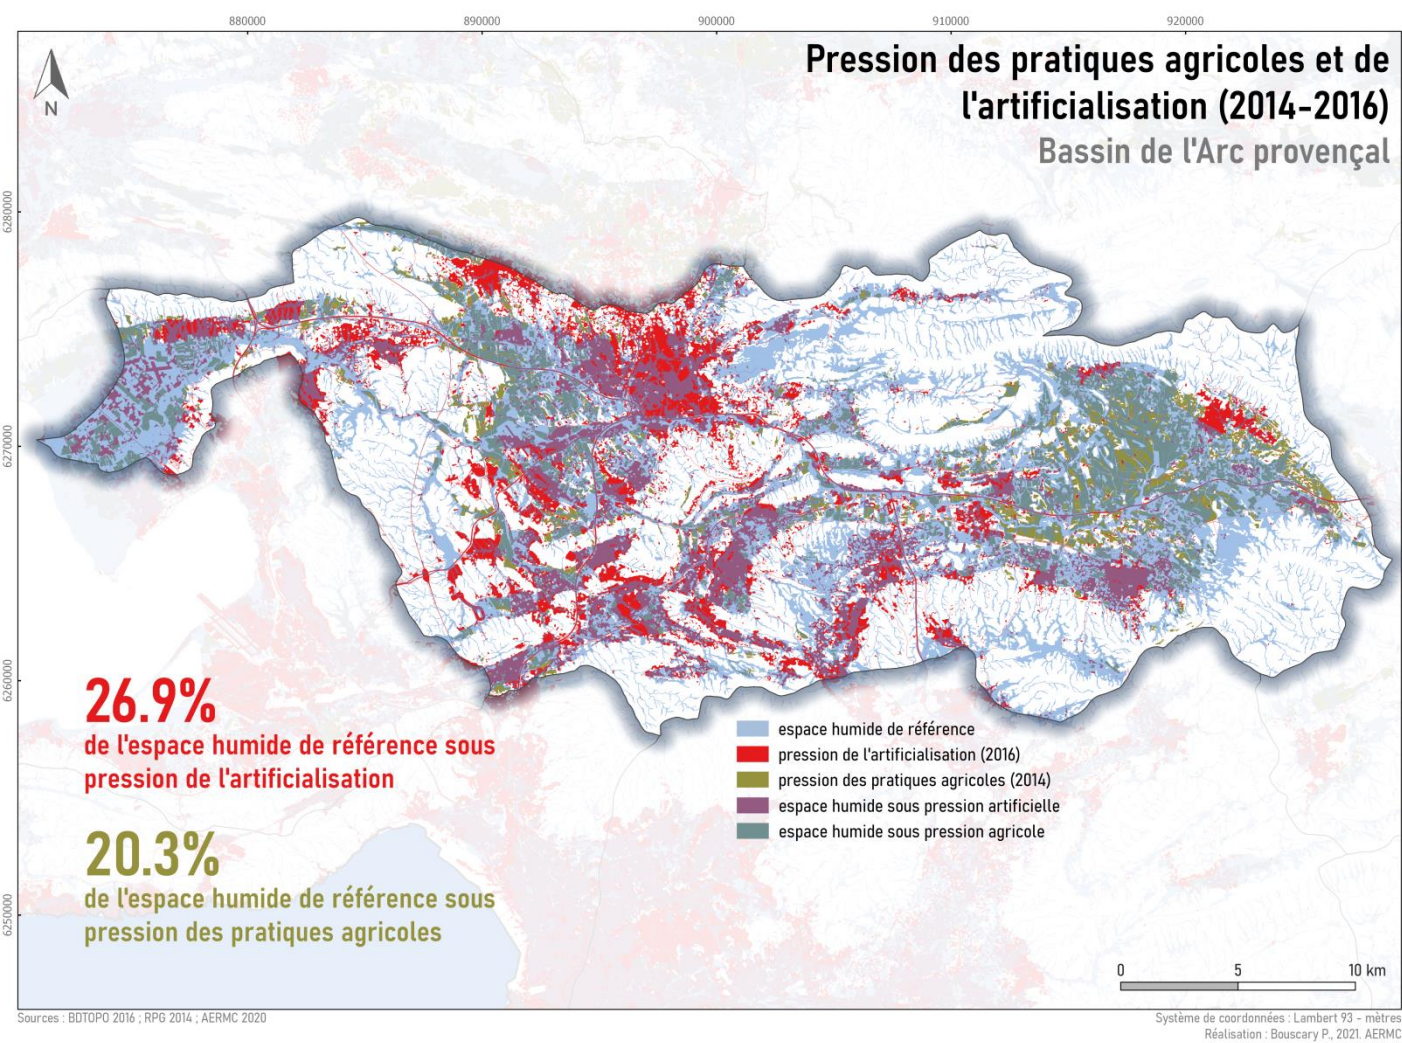 880000
890000
900000
910000
920000
Pression des pratiques agricoles et de
l'artificialisation (2014-2016)
Bassin de l'Arc provençal
N
6280000
6270000
6260000
6250000
26.9%
de l'espace humide de référence sous
pression de l'artificialisation
20.3%
de l'espace humide de référence sous
pression des pratiques agricoles
espace humide de référence
pression de l'artificialisation (2016)
pression des pratiques agricoles (2014)
espace humide sous pression artificielle
espace humide sous pression agricole
0 5 10 km
Sources : BDTOPO 2016 ; RPG 2014 ; AERMC 2020
Système de coordonnées : Lambert 93 - mètres
Réalisation : Bouscary P., 2021. AERMC